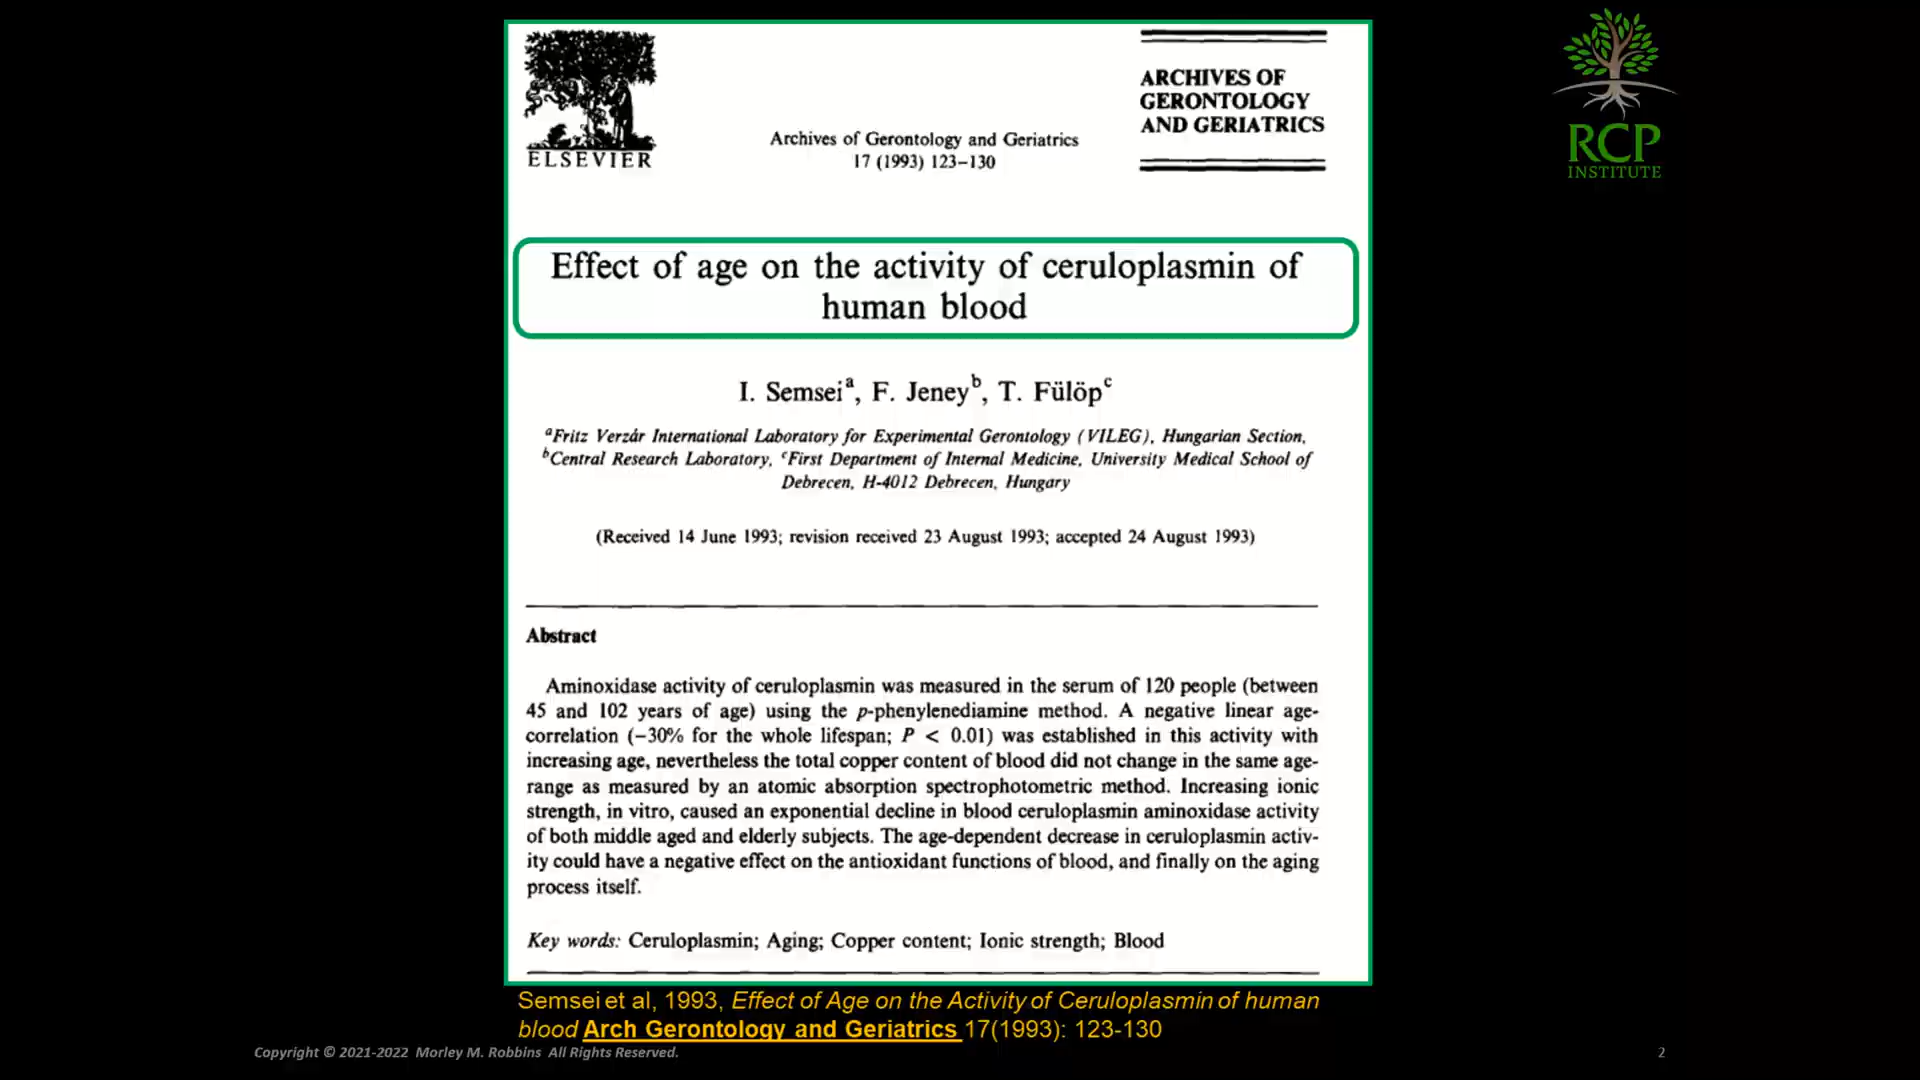 ELSEVIER
Archives of Gerontology and Geriatrics
17 (1993) 123–130
ARCHIVES OF
GERONTOLOGY
AND GERIATRICS
RCP
INSTITUTE
Effect of age on the activity of ceruloplasmin of
human blood
I. Semseiᵃ, F. Jeneyᵇ, T. Fülöpᶜ
ᵃFritz Verzár International Laboratory for Experimental Gerontology (VILEG), Hungarian Section,
ᵇCentral Research Laboratory, ᶜFirst Department of Internal Medicine, University Medical School of
Debrecen, H-4012 Debrecen, Hungary
(Received 14 June 1993; revision received 23 August 1993; accepted 24 August 1993)
Abstract
Aminoxidase activity of ceruloplasmin was measured in the serum of 120 people (between
45 and 102 years of age) using the p-phenylenediamine method. A negative linear age-
correlation (−30% for the whole lifespan; P < 0.01) was established in this activity with
increasing age, nevertheless the total copper content of blood did not change in the same age-
range as measured by an atomic absorption spectrophotometric method. Increasing ionic
strength, in vitro, caused an exponential decline in blood ceruloplasmin aminoxidase activity
of both middle aged and elderly subjects. The age-dependent decrease in ceruloplasmin activ-
ity could have a negative effect on the antioxidant functions of blood, and finally on the aging
process itself.
Key words: Ceruloplasmin; Aging; Copper content; Ionic strength; Blood
Semsei et al, 1993, Effect of Age on the Activity of Ceruloplasmin of human
blood Arch Gerontology and Geriatrics 17(1993): 123-130
Copyright © 2021-2022 Morley M. Robbins All Rights Reserved.
2